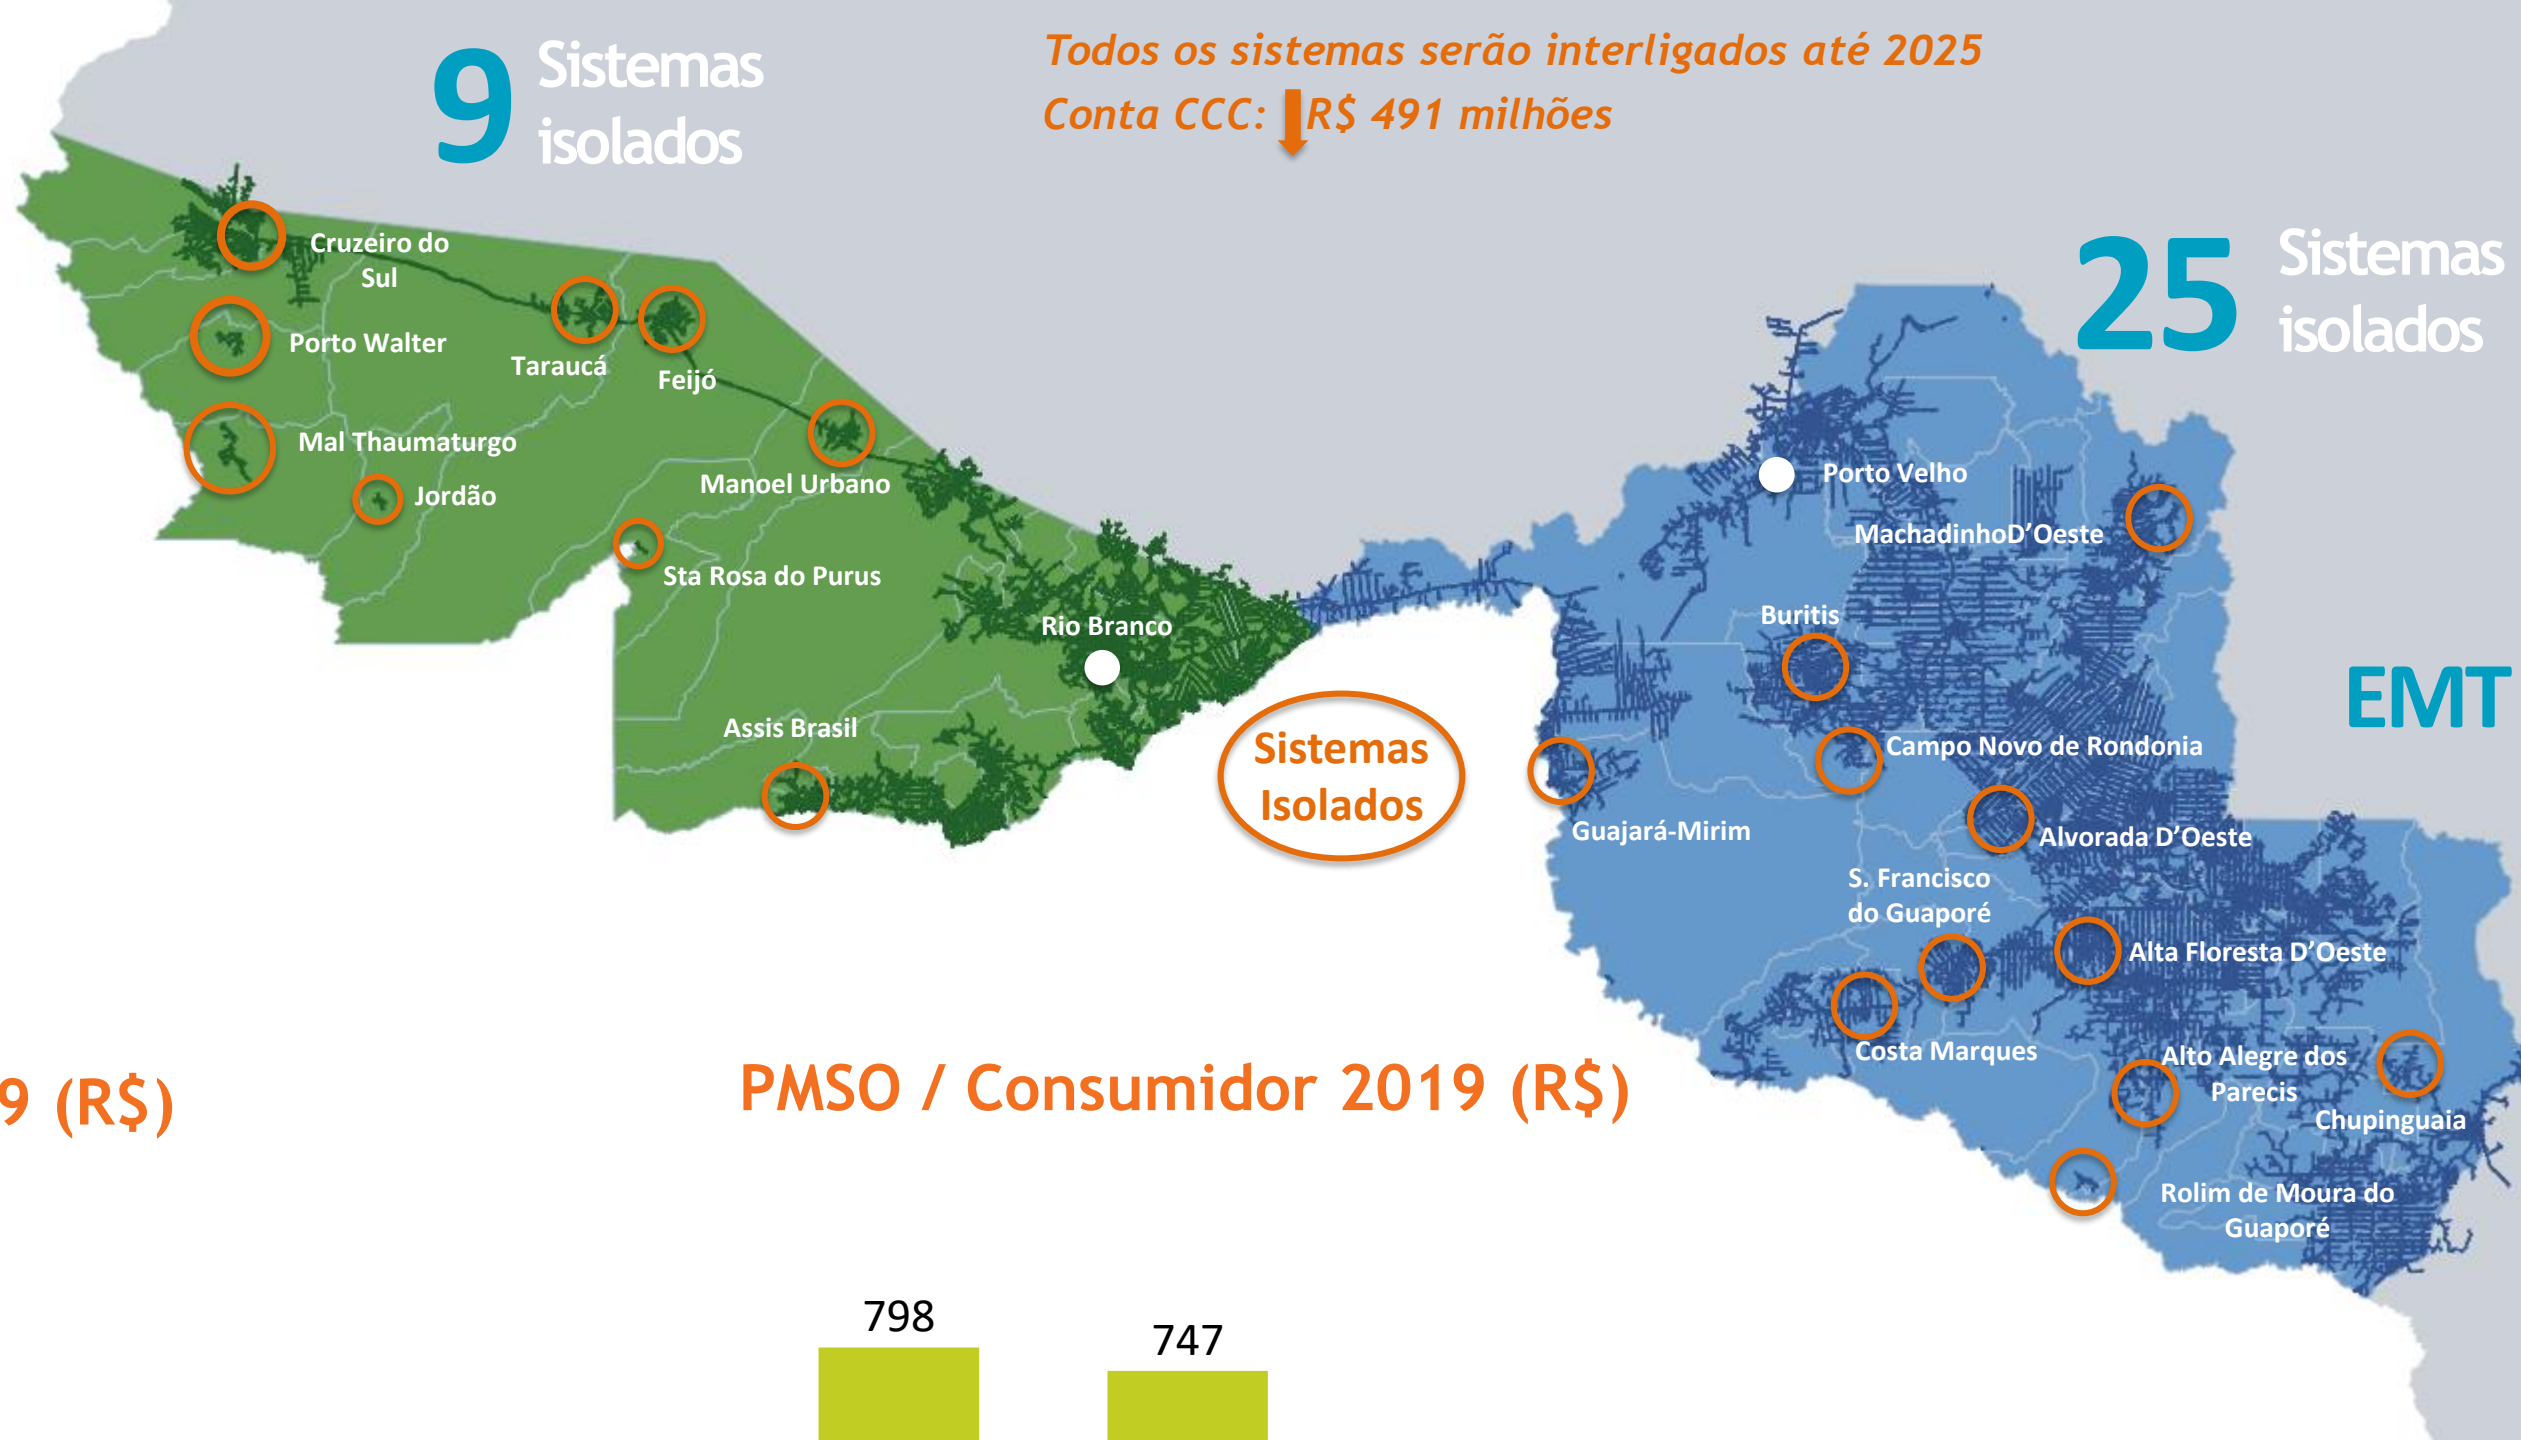 9 Sistemas
isolados
Todos os sistemas serão interligados até 2025
Conta CCC: R$ 491 milhões
25 Sistemas
isolados
Cruzeiro do
Sul
Porto Walter
Taraucá
Feijó
Mal Thaumaturgo
Jordão
Manoel Urbano
Sta Rosa do Purus
Rio Branco
Assis Brasil
Sistemas
Isolados
Porto Velho
MachadinhoD’Oeste
Buritis
EMT
Campo Novo de Rondonia
Guajará-Mirim
Alvorada D’Oeste
S. Francisco
do Guaporé
Alta Floresta D’Oeste
Costa Marques
Alto Alegre dos
Parecis
Chupinguaia
Rolim de Moura do
Guaporé
9 (R$)
PMSO / Consumidor 2019 (R$)
798
747